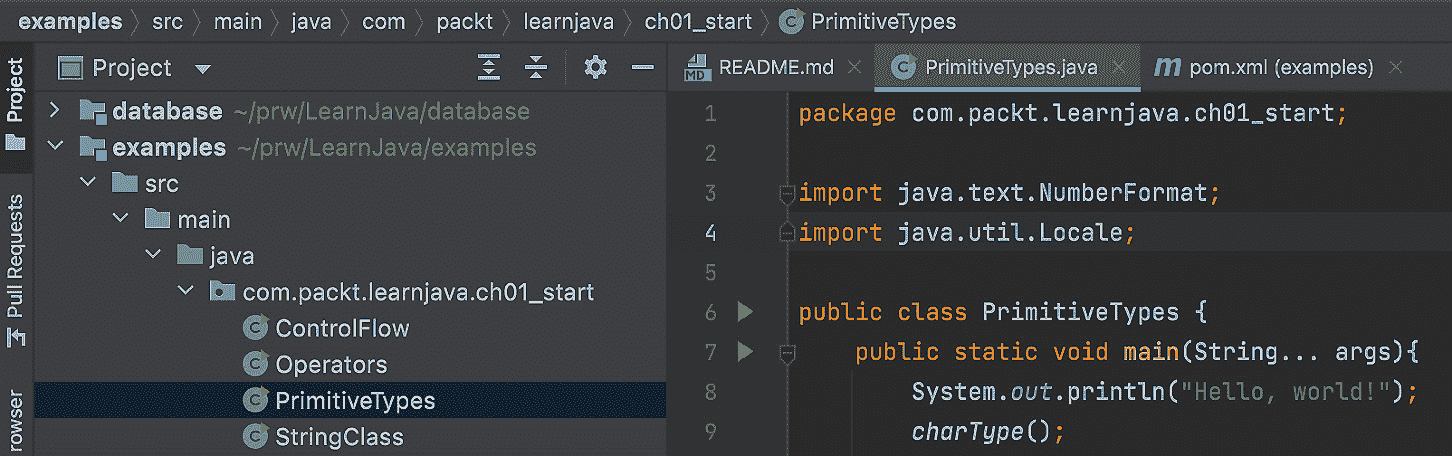 examples src main java com packt learnjava ch01_start PrimitiveTypes
Project
Pull Requests
rowser
Project
database ~/prw/LearnJava/database
examples ~/prw/LearnJava/examples
src
main
java
com.packt.learnjava.ch01_start
ControlFlow
Operators
PrimitiveTypes
StringClass
README.md PrimitiveTypes.java pom.xml (examples)
1 package com.packt.learnjava.ch01_start;
2
3 import java.text.NumberFormat;
4 import java.util.Locale;
5
6 public class PrimitiveTypes {
7 public static void main(String... args){
8 System.out.println("Hello, world!");
9 charType();